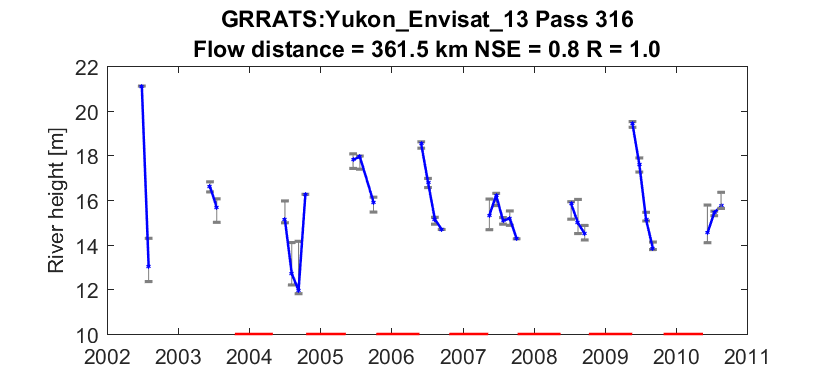 GRRATS:Yukon_Envisat_13 Pass 316
Flow distance = 361.5 km NSE = 0.8 R = 1.0
22
20
18
16
14
12
10
River height [m]
2002 2003 2004 2005 2006 2007 2008 2009 2010 2011